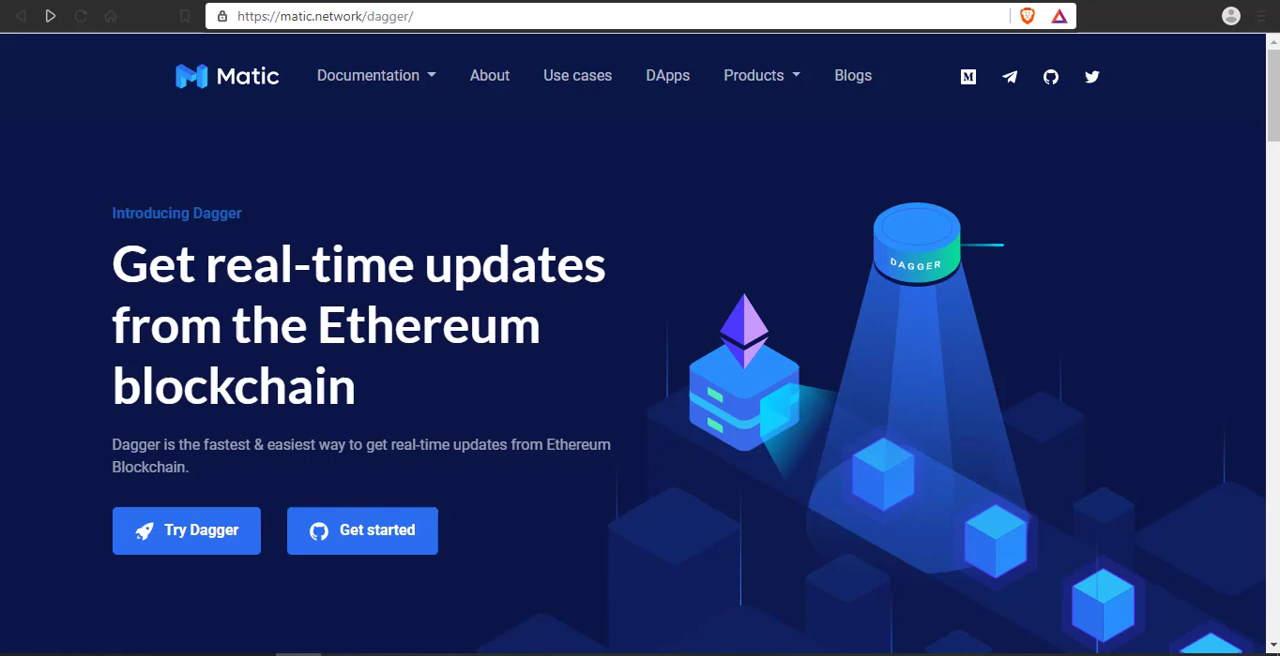 https://matic.network/dagger/
Matic
Documentation
About
Use cases
DApps
Products
Blogs
M
Introducing Dagger
Get real-time updates
from the Ethereum
blockchain
Dagger is the fastest & easiest way to get real-time updates from Ethereum
Blockchain.
Try Dagger
Get started
DAGGER